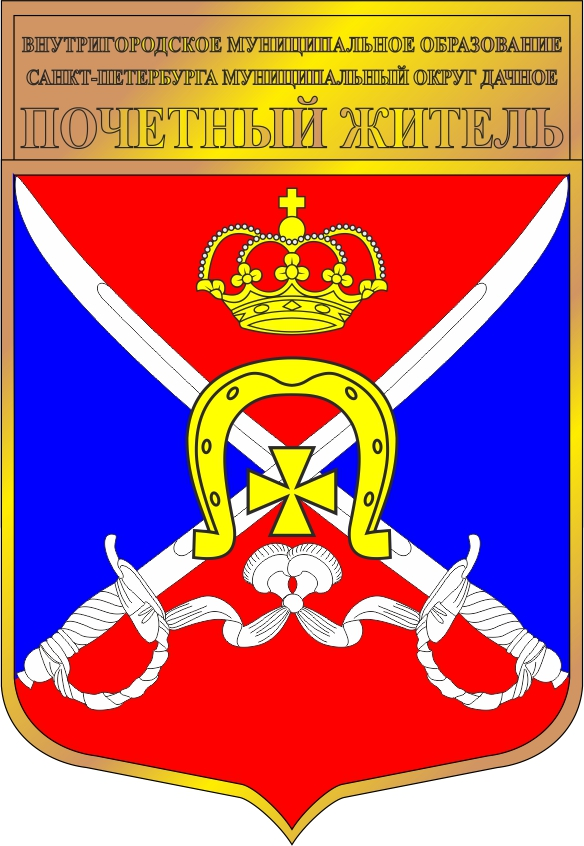 ВНУТРИГОРОДСКОЕ МУНИЦИПАЛЬНОЕ ОБРАЗОВАНИЕ
САНКТ-ПЕТЕРБУРГА МУНИЦИПАЛЬНЫЙ ОКРУГ ДАЧНОЕ
ПОЧЕТНЫЙ ЖИТЕЛЬ